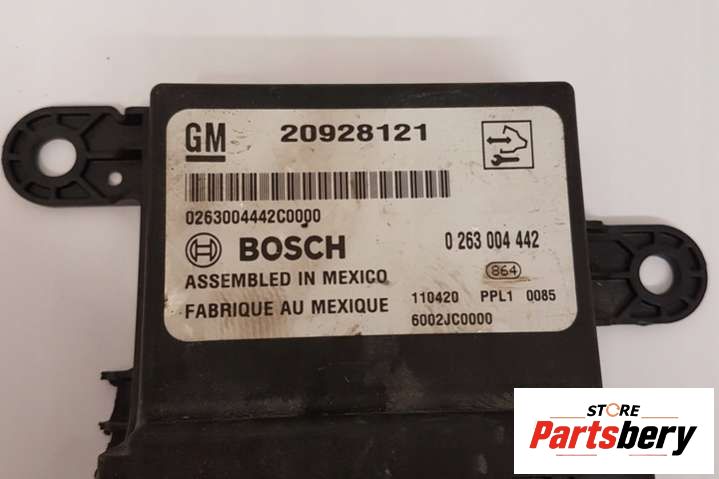 GM 20928121
0263004442C0000
BOSCH 0 263 004 442
ASSEMBLED IN MEXICO 864
FABRIQUE AU MEXIQUE 110420 PPL1 0085
6002JC0000
STORE
Partsbery